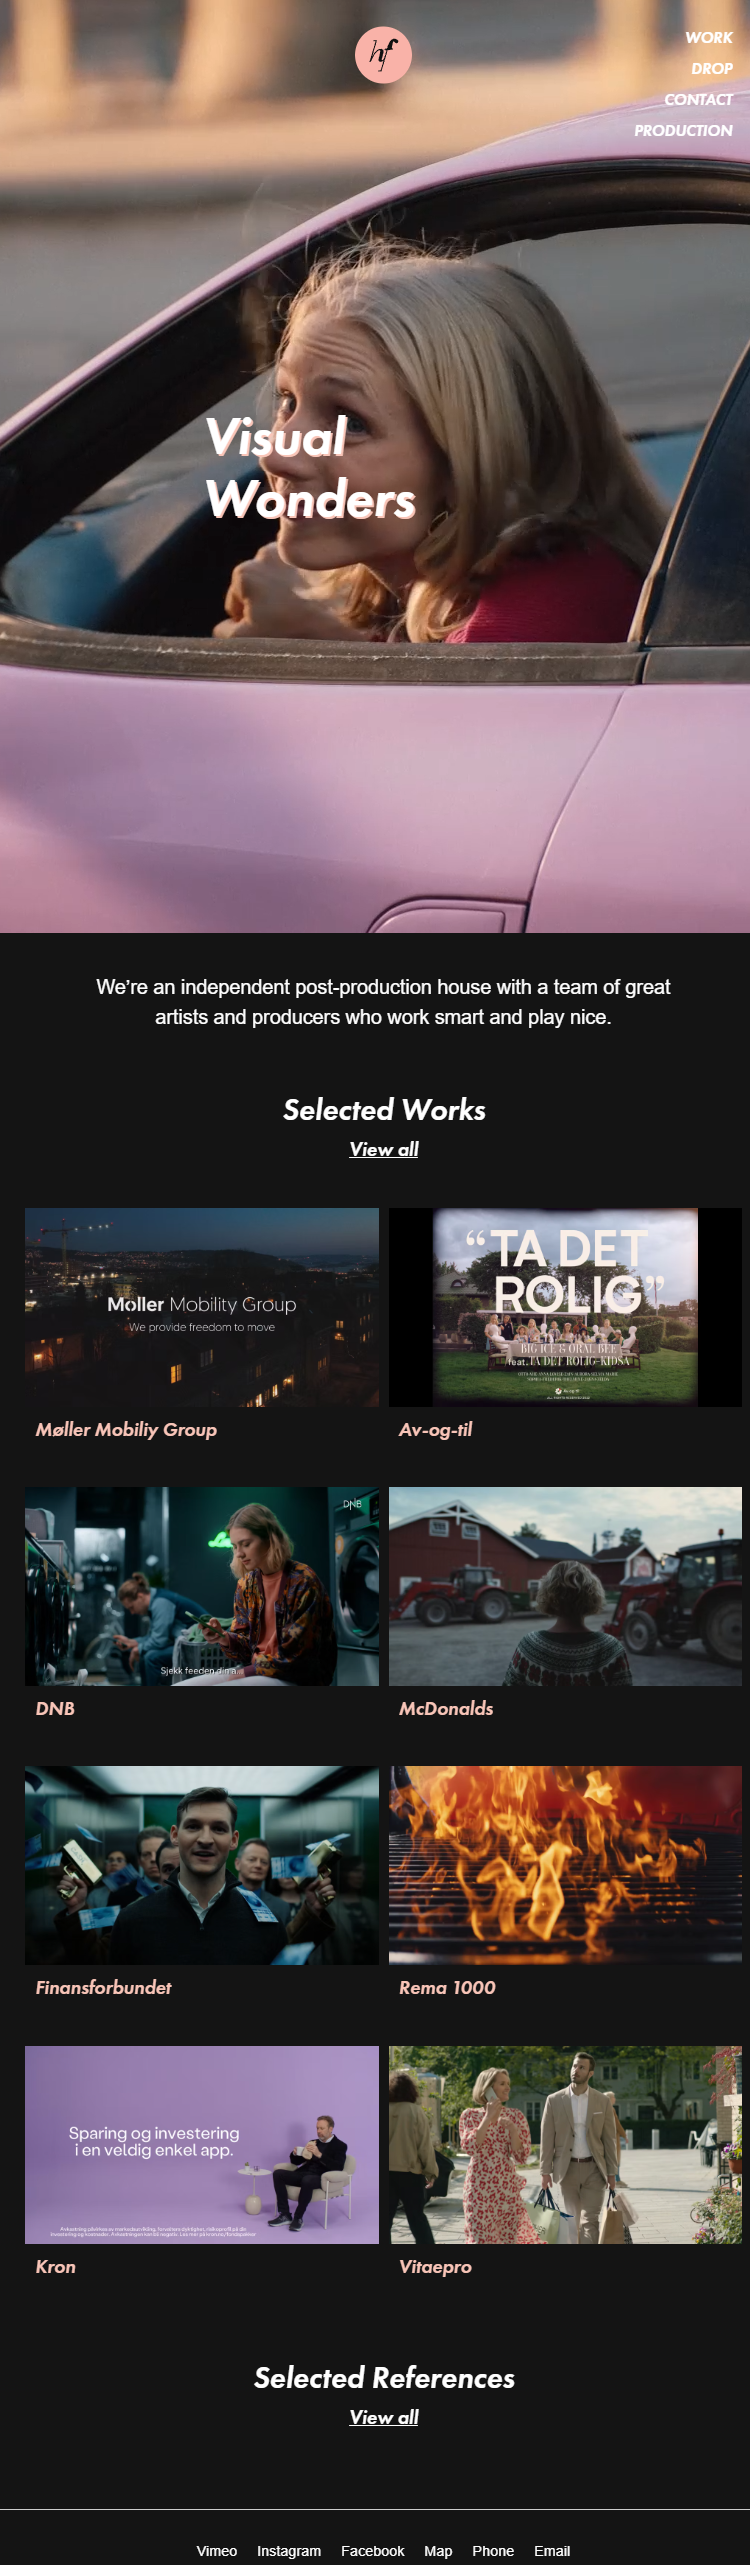 hf
WORK
DROP
CONTACT
PRODUCTION
Visual
Wonders
We're an independent post-production house with a team of great
artists and producers who work smart and play nice.
Selected Works
View all
Møller Mobility Group
We provide freedom to move
Møller Mobiliy Group
“TA DET
ROLIG”
BIG ICE & ORAL BEE
feat. TA DET ROLIG-KIDSA
Av-og-til
DNB
Sjekk feeden din a...
DNB
McDonalds
Finansforbundet
Rema 1000
Sparing og investering
i en veldig enkel app.
Kron
Vitaepro
Selected References
View all
Vimeo Instagram Facebook Map Phone Email